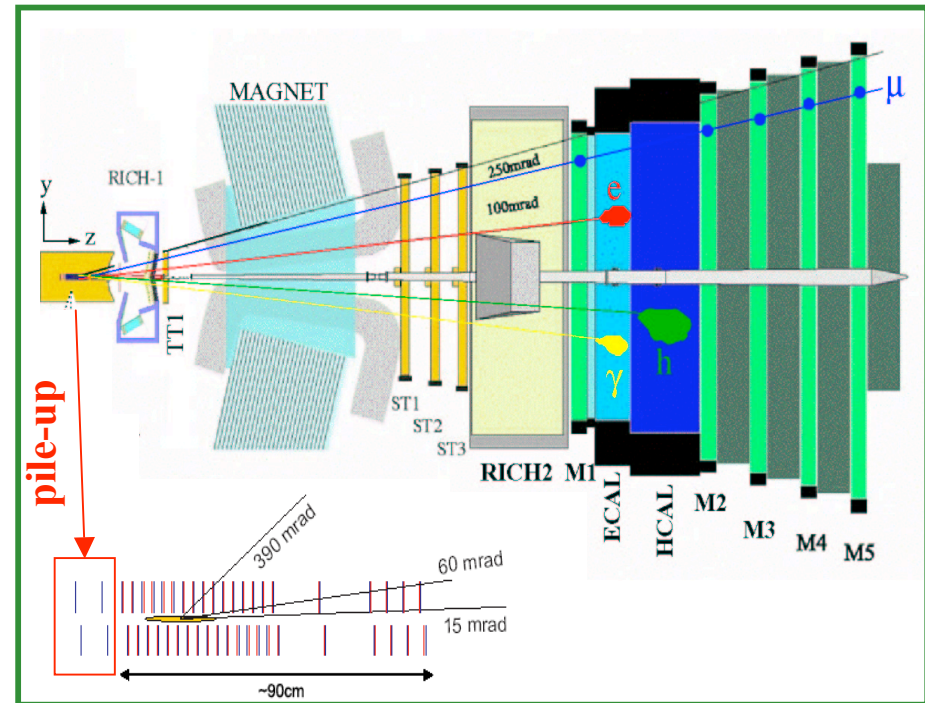 MAGNET
μ
RICH-1
250mrad
y
e
100mrad
z
TT1
h
γ
ST1
ST2
ST3
RICH2
M1
ECAL
HCAL
M2
M3
M4
M5
pile-up
390 mrad
60 mrad
15 mrad
~90cm